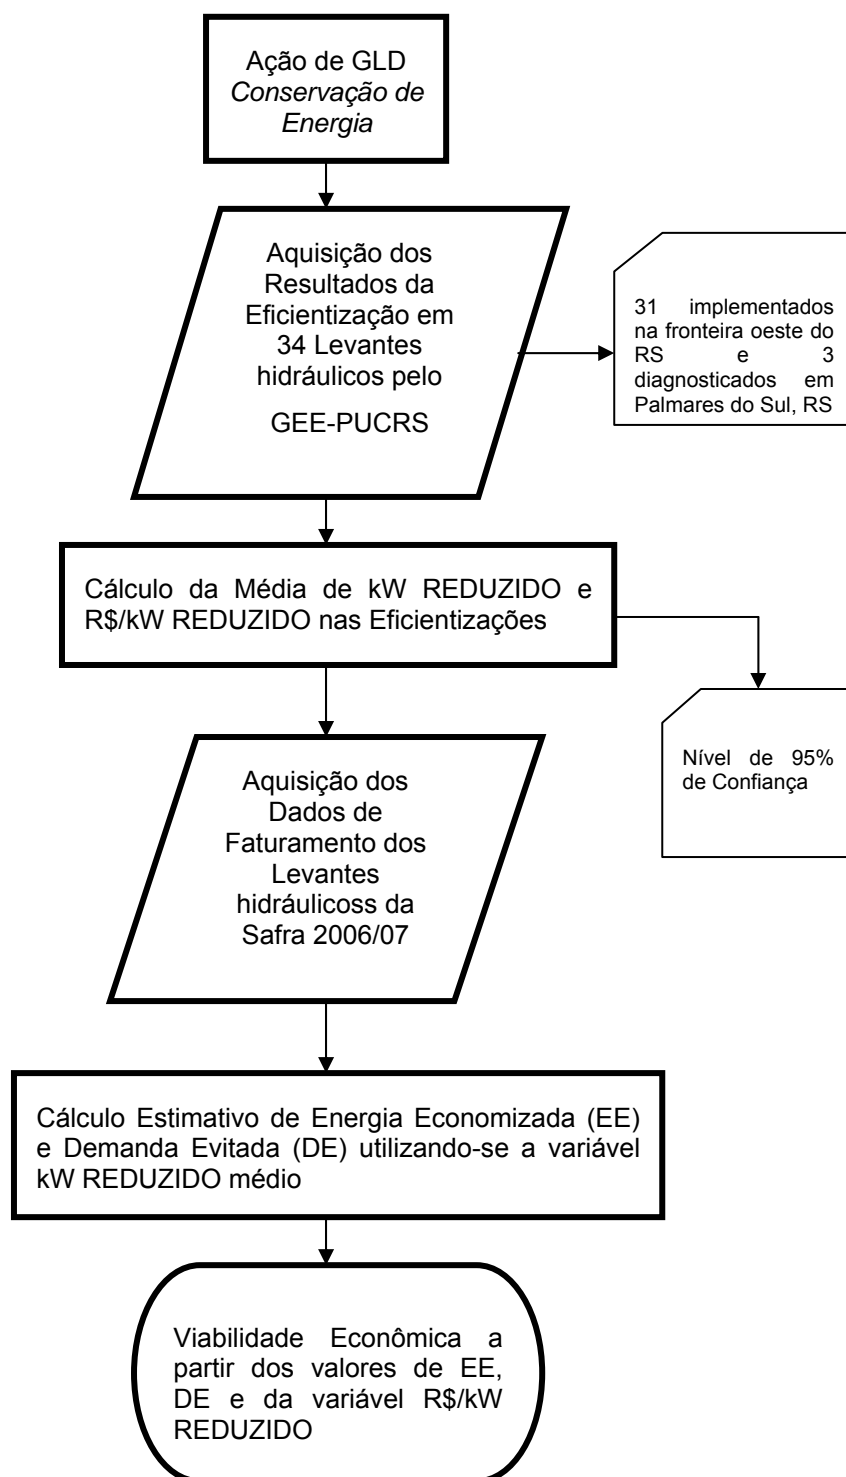 Ação de GLD
Conservação de
Energia
Aquisição dos
Resultados da
Eficientização em
34 Levantes
hidráulicos pelo
GEE-PUCRS
31 implementados
na fronteira oeste do
RS e 3
diagnosticados em
Palmares do Sul, RS
Cálculo da Média de kW REDUZIDO e
R$/kW REDUZIDO nas Eficientizações
Nível de 95%
de Confiança
Aquisição dos
Dados de
Faturamento dos
Levantes
hidráulicoss da
Safra 2006/07
Cálculo Estimativo de Energia Economizada (EE)
e Demanda Evitada (DE) utilizando-se a variável
kW REDUZIDO médio
Viabilidade Econômica a
partir dos valores de EE,
DE e da variável R$/kW
REDUZIDO